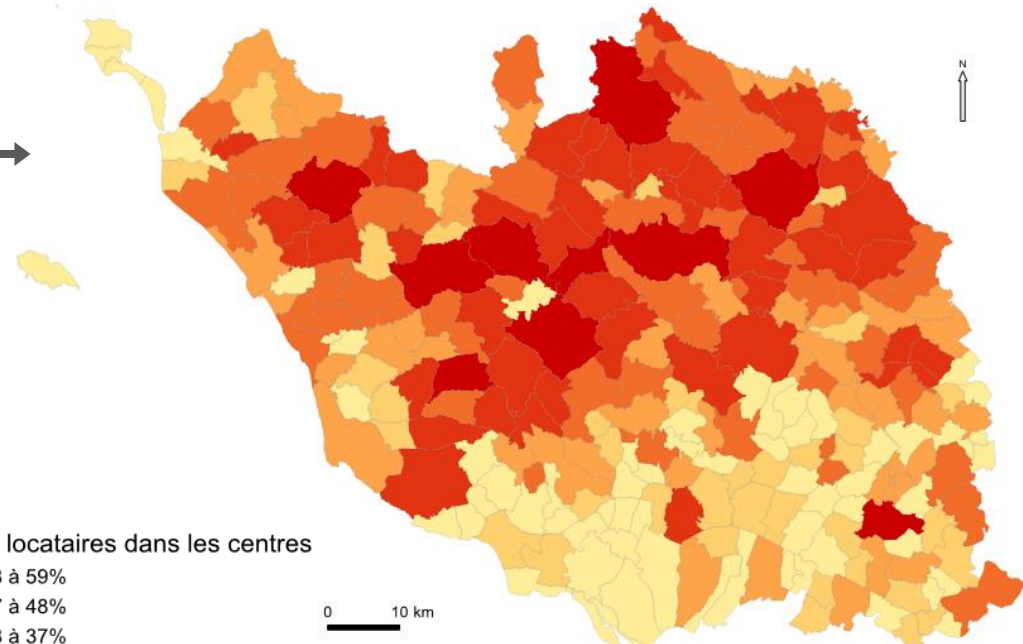 N
locataires dans les centres
à 59%
à 48%
à 37%
0 10 km